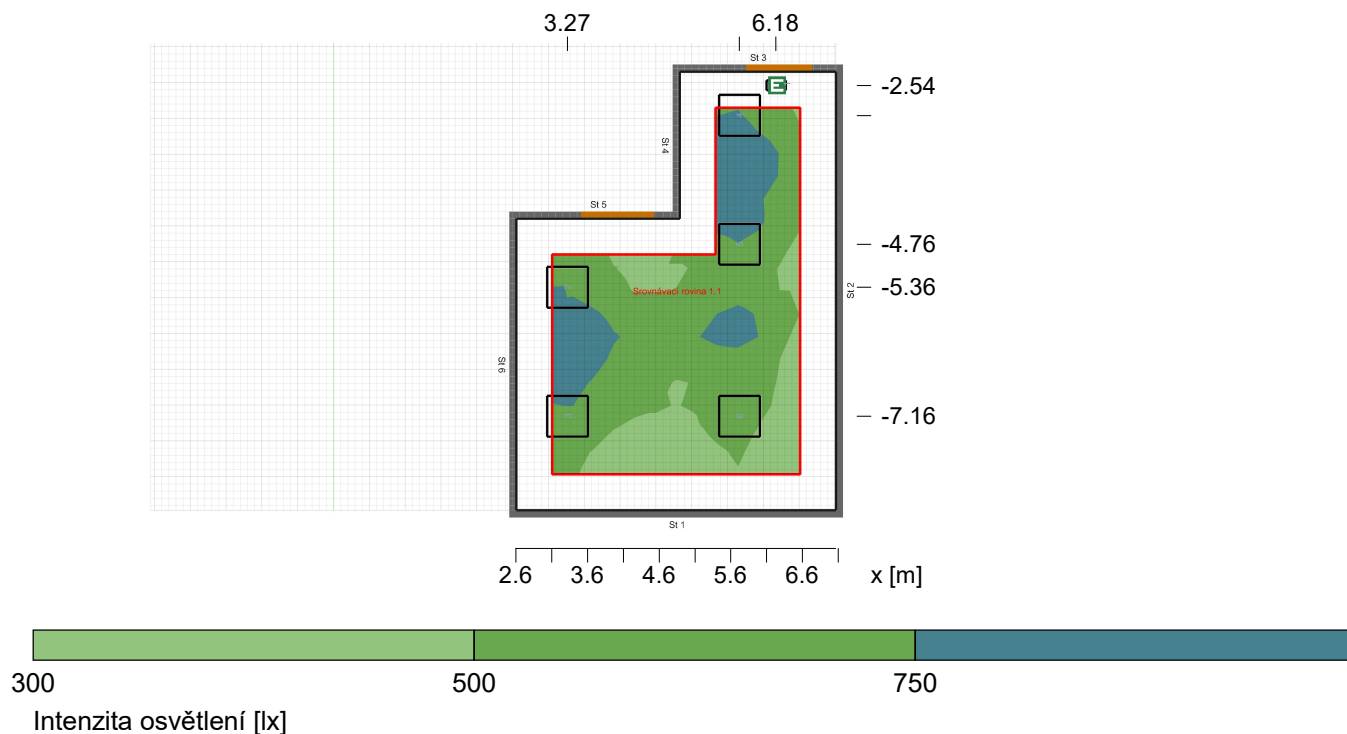 3.27 6.18
St 3
E
-2.54
St 4
St 5
-4.76
-5.36
Srovnávací rovina 1.1
St 2
St 6
-7.16
St 1
2.6 3.6 4.6 5.6 6.6 x [m]
300 500 750
Intenzita osvětlení [lx]